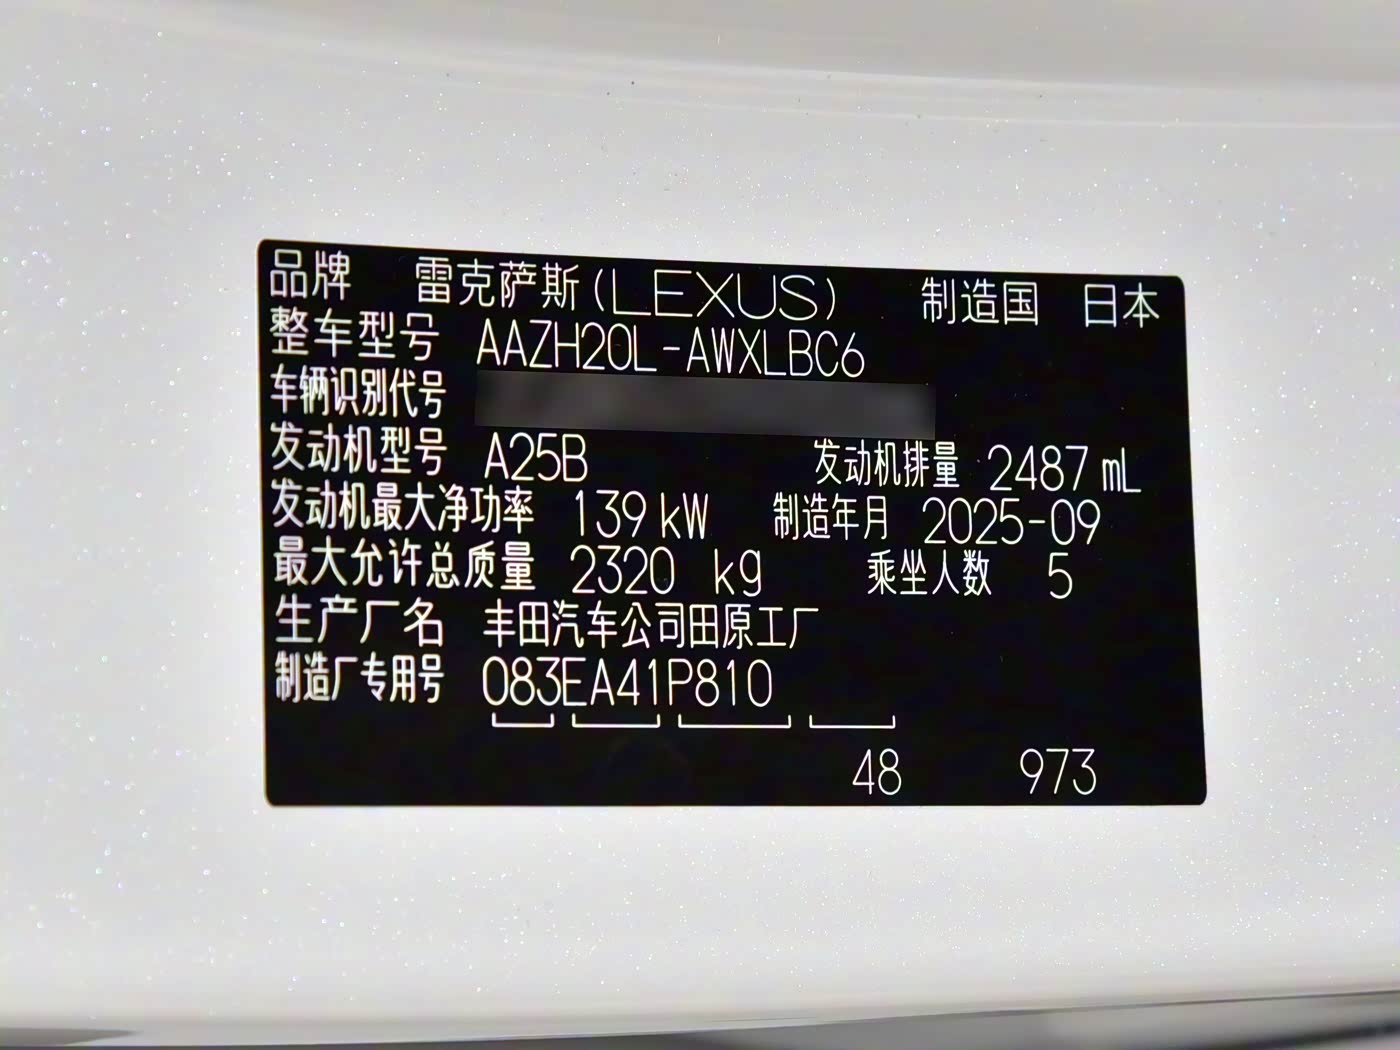 品牌 雷克萨斯(LEXUS) 制造国 日本
整车型号 AAZH20L-AWXLBC6
车辆识别代号
发动机型号 A25B 发动机排量 2487 mL
发动机最大净功率 139 kW 制造年月 2025-09
最大允许总质量 2320 kg 乘坐人数 5
生产厂名 丰田汽车公司田原工厂
制造厂专用号 083EA41P810
48 973